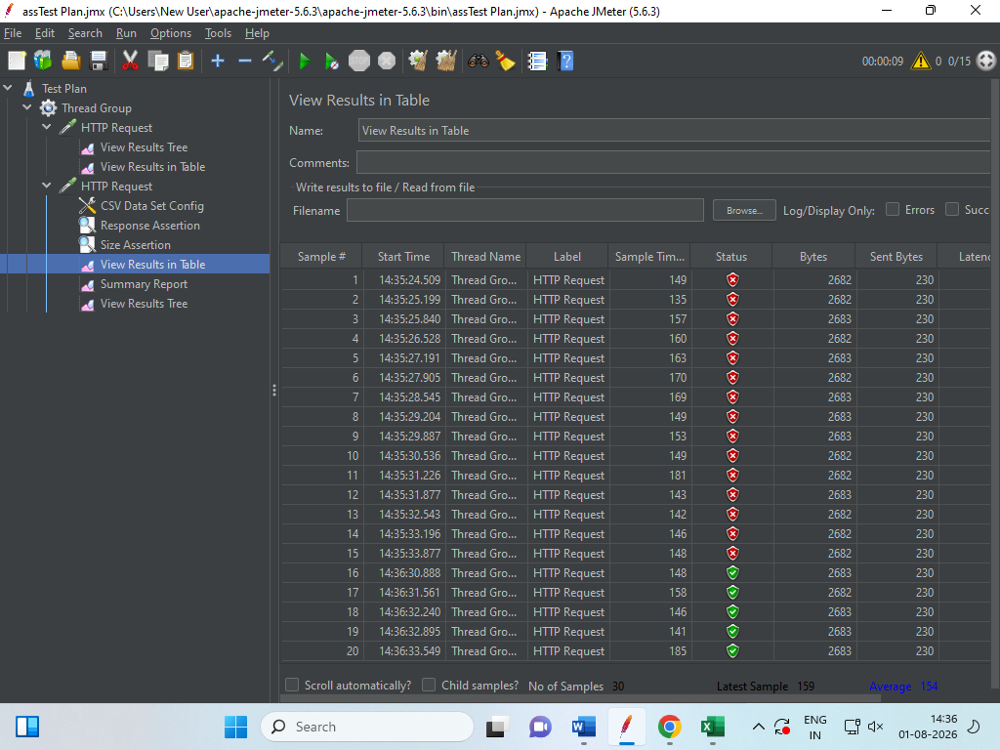 assTest Plan.jmx (C:\Users\New User\apache-jmeter-5.6.3\apache-jmeter-5.6.3\bin\assTest Plan.jmx) - Apache JMeter (5.6.3)
File Edit Search Run Options Tools Help
STOP 00:00:09 0 0/15
Test Plan
Thread Group
HTTP Request
View Results Tree
View Results in Table
HTTP Request
CSV Data Set Config
Response Assertion
Size Assertion
View Results in Table
Summary Report
View Results Tree
View Results in Table
Name: View Results in Table
Comments:
Write results to file / Read from file
Filename Browse... Log/Display Only: Errors Succ
Sample # Start Time Thread Name Label Sample Tim... Status Bytes Sent Bytes Latenc
1 14:35:24.509 Thread Gro... HTTP Request 149 2682 230
2 14:35:25.199 Thread Gro... HTTP Request 135 2682 230
3 14:35:25.840 Thread Gro... HTTP Request 157 2683 230
4 14:35:26.528 Thread Gro... HTTP Request 160 2682 230
5 14:35:27.191 Thread Gro... HTTP Request 163 2683 230
6 14:35:27.905 Thread Gro... HTTP Request 170 2682 230
7 14:35:28.545 Thread Gro... HTTP Request 169 2683 230
8 14:35:29.204 Thread Gro... HTTP Request 149 2683 230
9 14:35:29.887 Thread Gro... HTTP Request 153 2683 230
10 14:35:30.536 Thread Gro... HTTP Request 149 2682 230
11 14:35:31.226 Thread Gro... HTTP Request 181 2682 230
12 14:35:31.877 Thread Gro... HTTP Request 143 2683 230
13 14:35:32.543 Thread Gro... HTTP Request 142 2682 230
14 14:35:33.196 Thread Gro... HTTP Request 146 2683 230
15 14:35:33.877 Thread Gro... HTTP Request 148 2682 230
16 14:36:30.888 Thread Gro... HTTP Request 148 2683 230
17 14:36:31.561 Thread Gro... HTTP Request 158 2682 230
18 14:36:32.240 Thread Gro... HTTP Request 146 2683 230
19 14:36:32.895 Thread Gro... HTTP Request 141 2683 230
20 14:36:33.549 Thread Gro... HTTP Request 185 2683 230
Scroll automatically? Child samples? No of Samples 30 Latest Sample 159 Average 154
Search
ENG
IN
14:36
01-08-2026